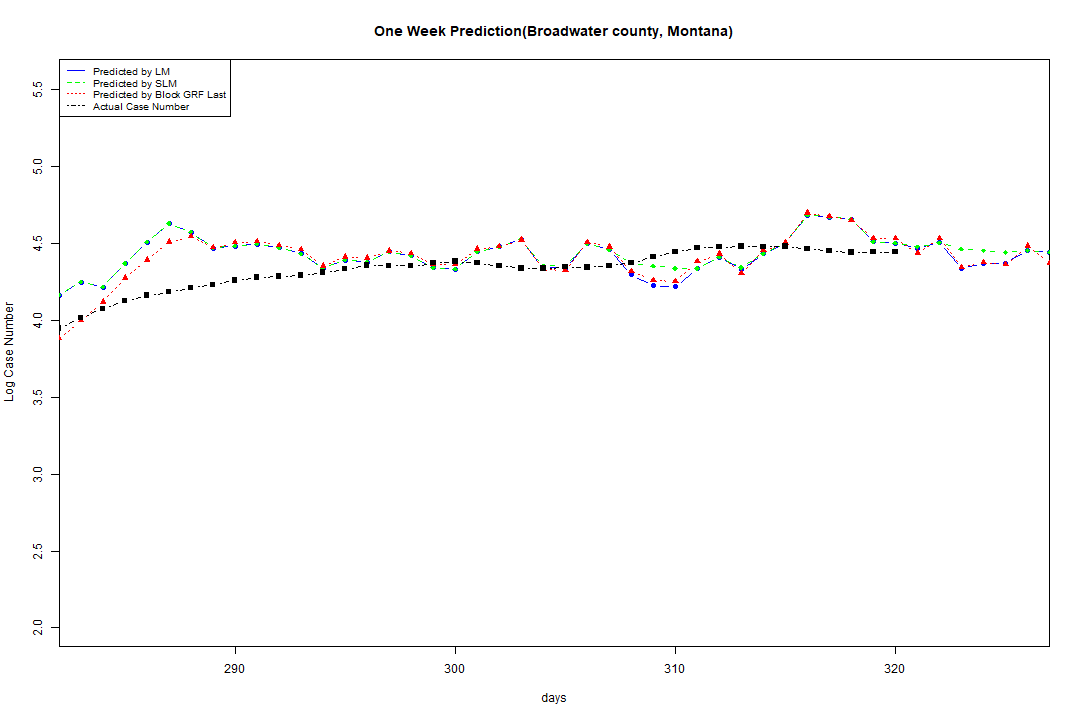 One Week Prediction(Broadwater county, Montana)
Predicted by LM
Predicted by SLM
Predicted by Block GRF Last
Actual Case Number
Log Case Number
5.5
5.0
4.5
4.0
3.5
3.0
2.5
2.0
290 300 310 320
days